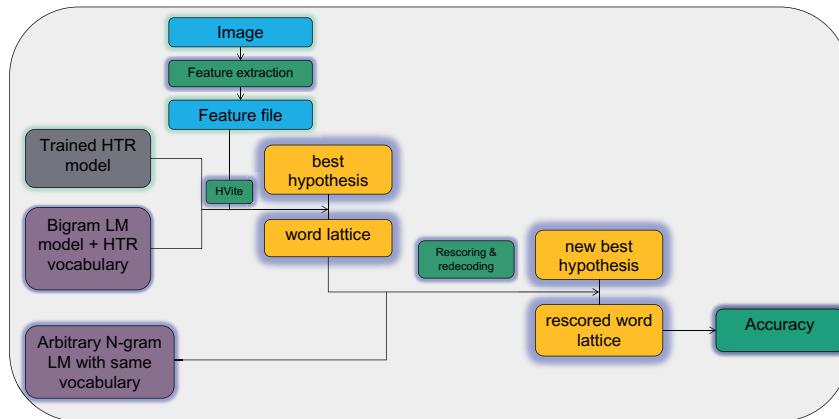 Image
Feature extraction
Feature file
Trained HTR
model
HVite
best
hypothesis
Bigram LM
model + HTR
vocabulary
word lattice
Rescoring &
redecoding
new best
hypothesis
Arbitrary N-gram
LM with same
vocabulary
rescored word
lattice
Accuracy